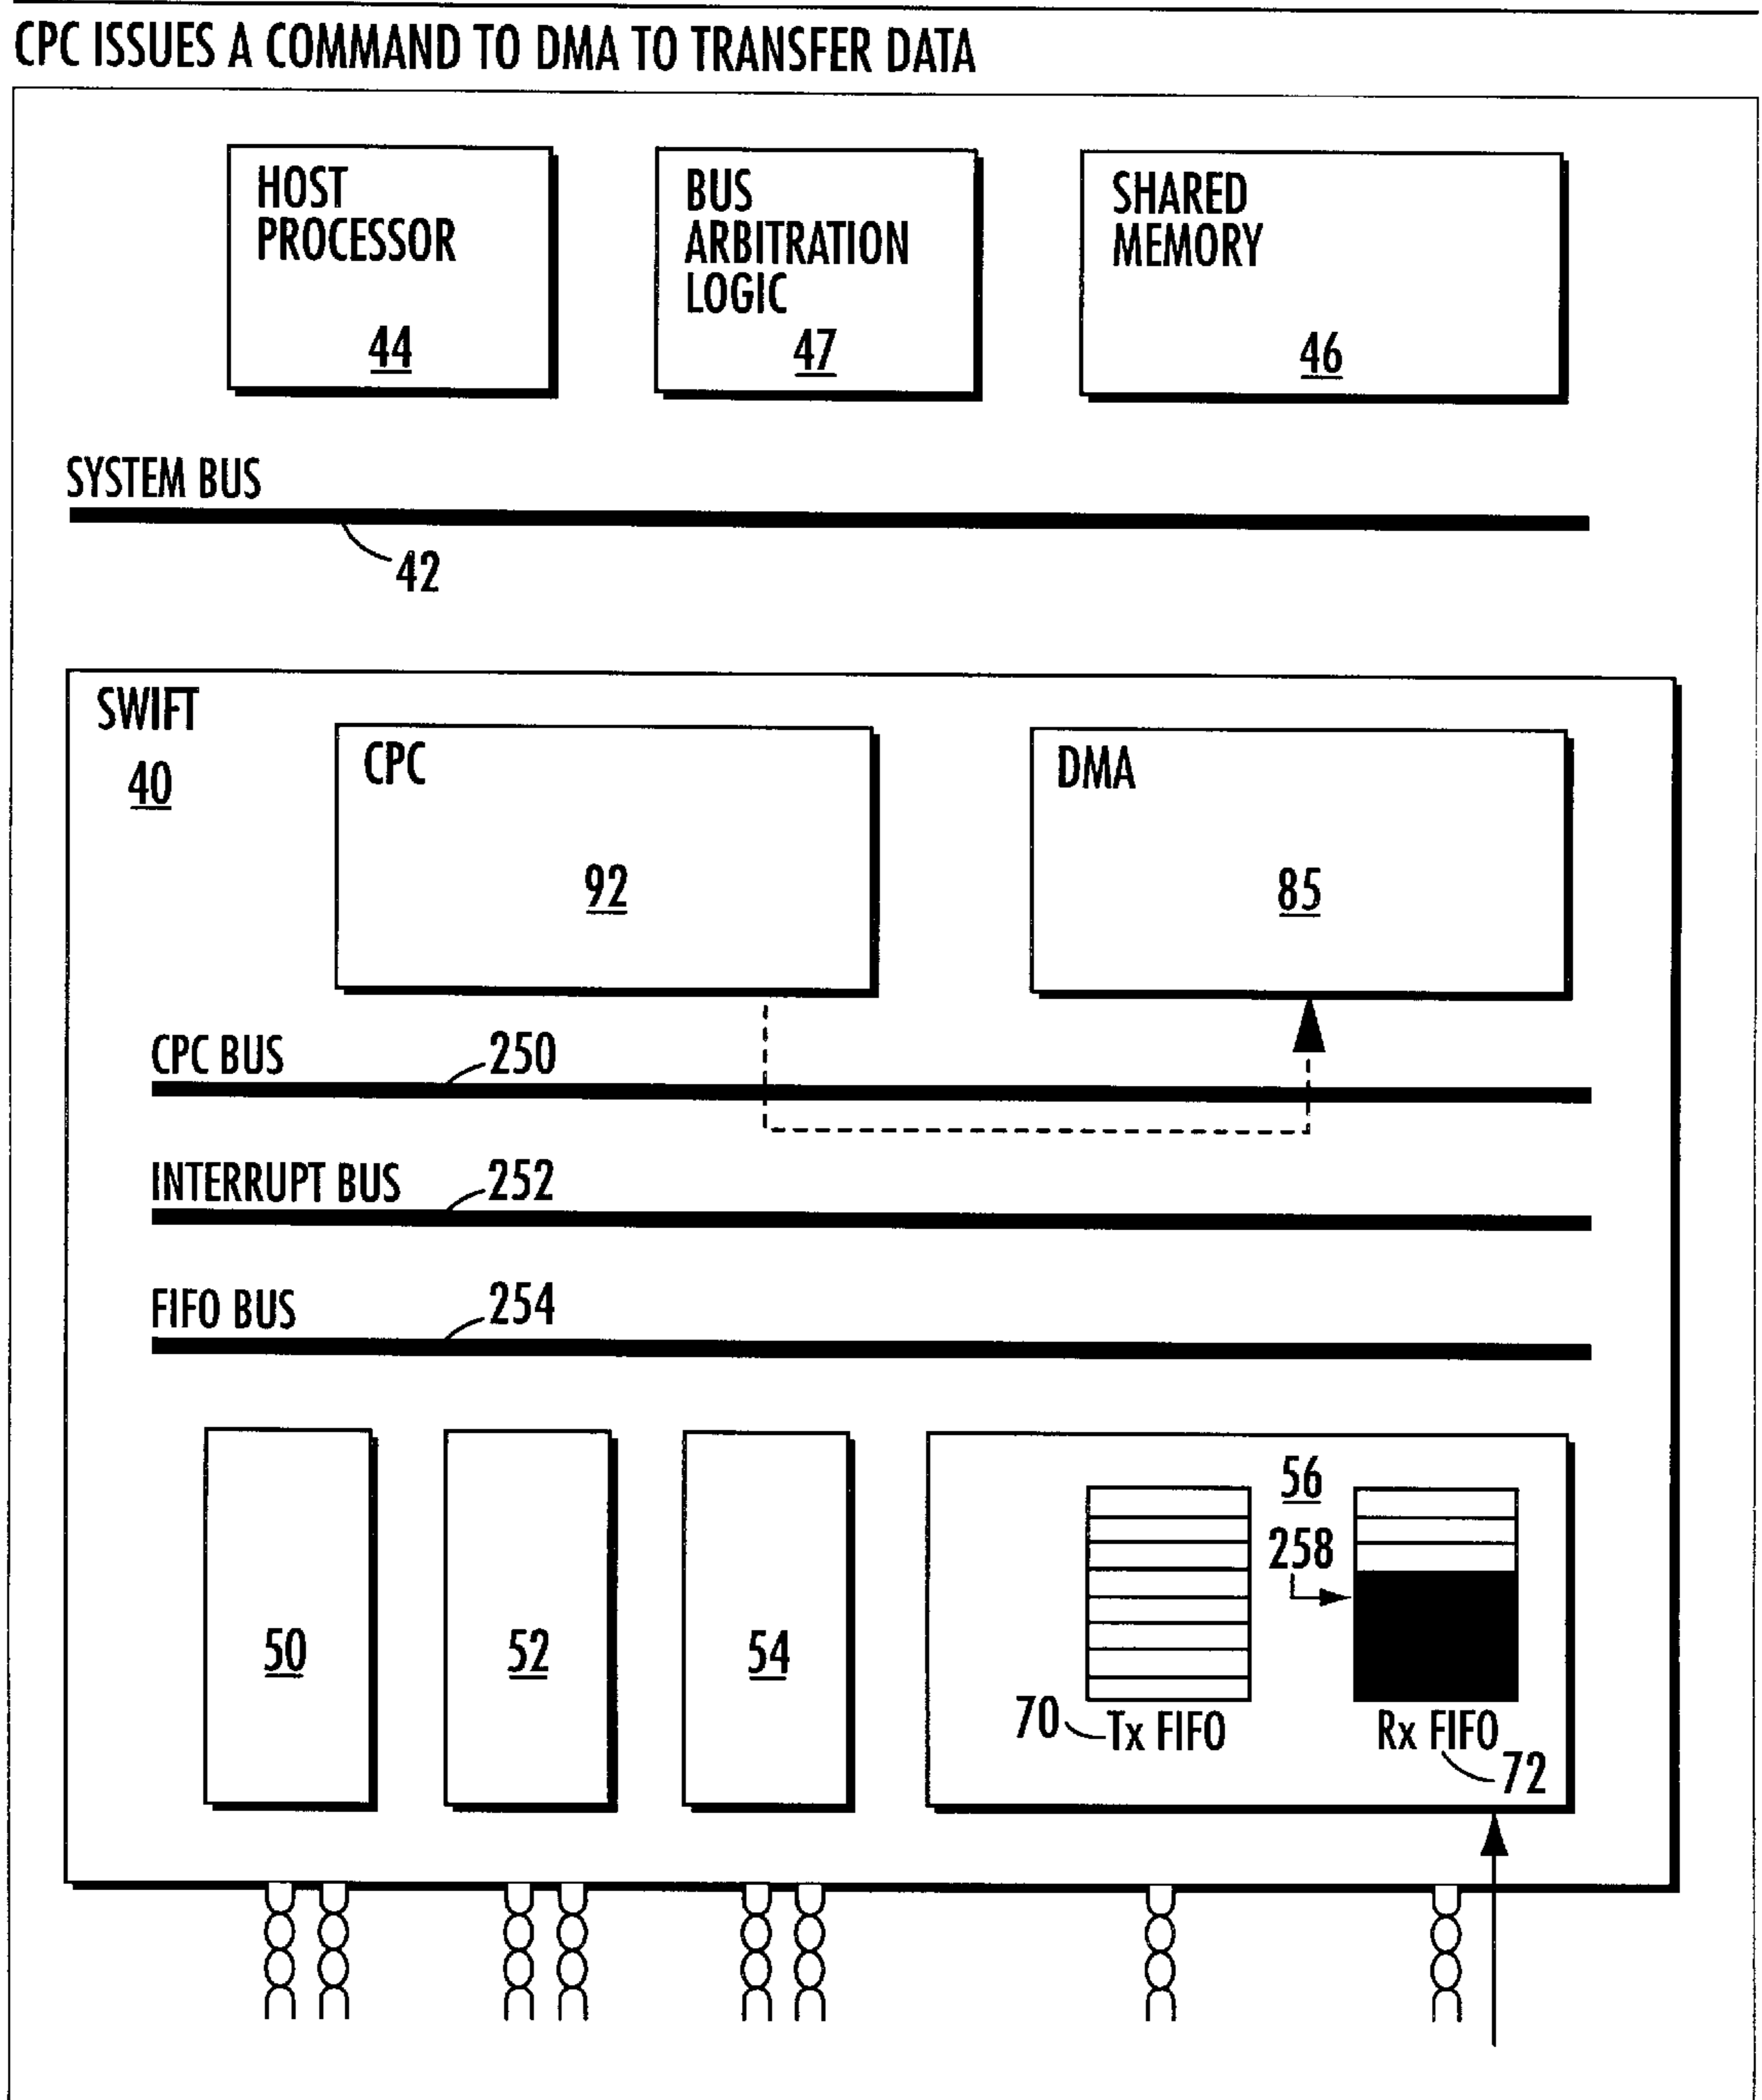 CPC ISSUES A COMMAND TO DMA TO TRANSFER DATA
HOST
PROCESSOR
44
BUS
ARBITRATION
LOGIC
47
SHARED
MEMORY
46
SYSTEM BUS
42
SWIFT
40
CPC
92
DMA
85
CPC BUS
250
INTERRUPT BUS
252
FIFO BUS
254
50
52
54
56
258
70
Tx FIFO
Rx FIFO
72